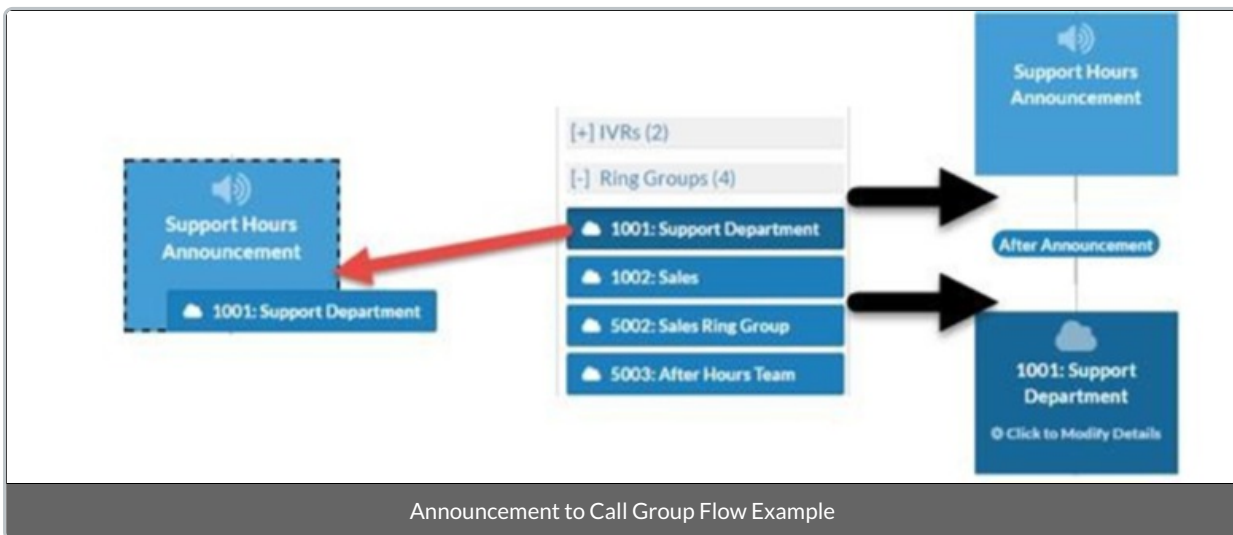 Support Hours
Announcement
1001: Support Department
[+] IVRs (2)
[-] Ring Groups (4)
1001: Support Department
1002: Sales
5002: Sales Ring Group
5003: After Hours Team
Support Hours
Announcement
After Announcement
1001: Support
Department
Click to Modify Details
Announcement to Call Group Flow Example